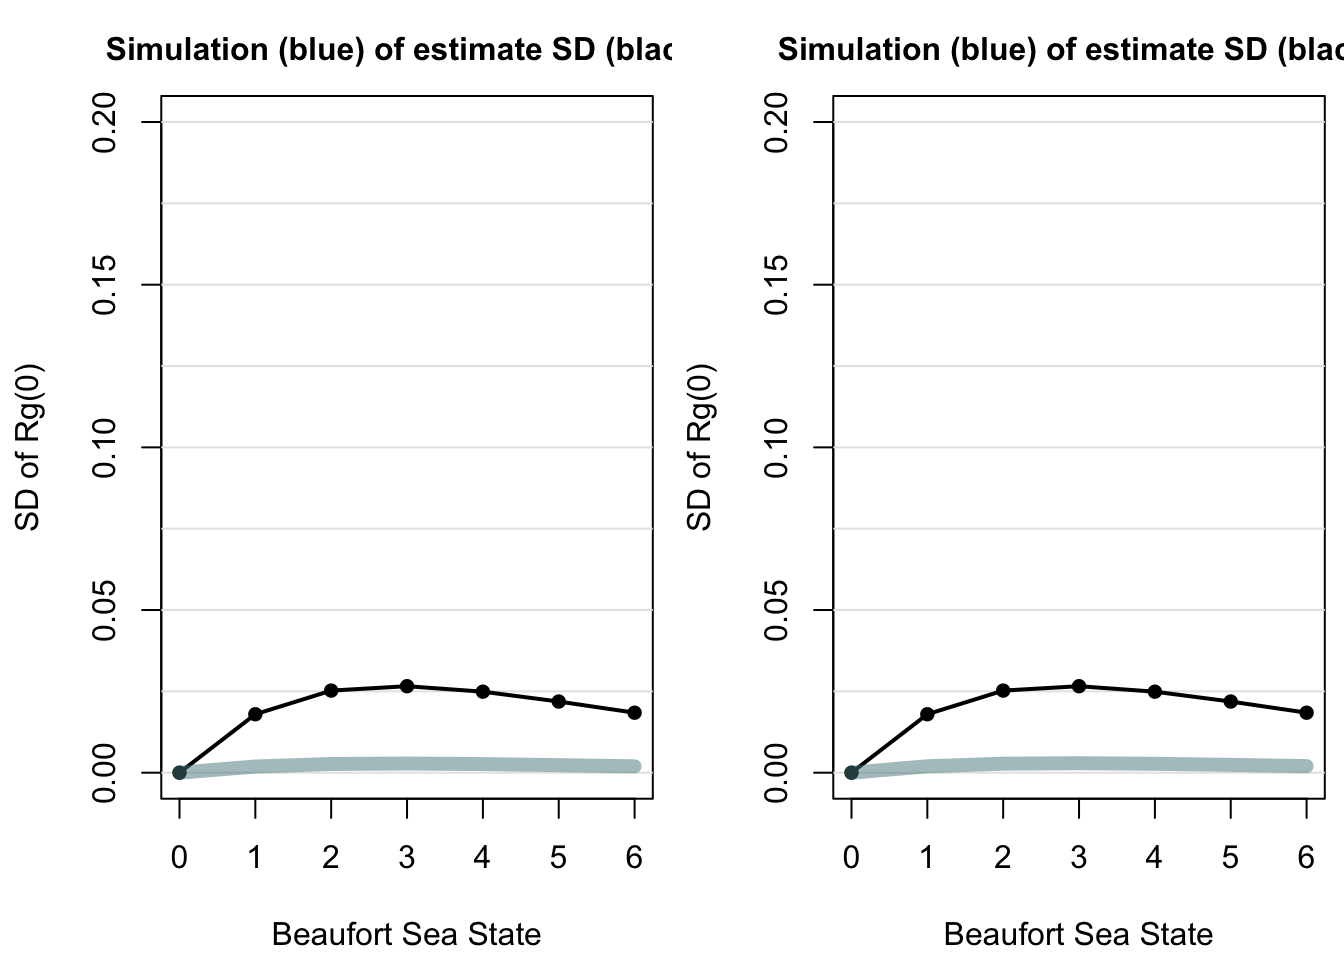 Simulation (blue) of estimate SD (blac
SD of Rg(0)
0.20
0.15
0.10
0.05
0.00
0 1 2 3 4 5 6
Beaufort Sea State
Simulation (blue) of estimate SD (blac
SD of Rg(0)
0.20
0.15
0.10
0.05
0.00
0 1 2 3 4 5 6
Beaufort Sea State